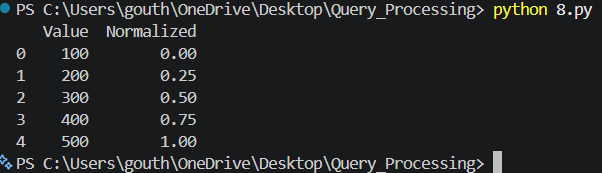 PS C:\Users\gouth\OneDrive\Desktop\Query_Processing> python 8.py
   Value  Normalized
0    100        0.00
1    200        0.25
2    300        0.50
3    400        0.75
4    500        1.00
PS C:\Users\gouth\OneDrive\Desktop\Query_Processing>